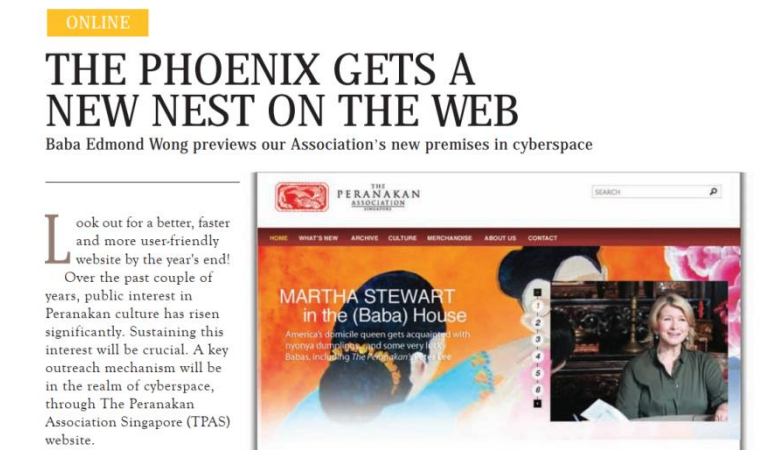 ONLINE
THE PHOENIX GETS A
NEW NEST ON THE WEB
Baba Edmond Wong previews our Association's new premises in cyberspace
Look out for a better, faster
and more user-friendly
website by the year's end!
Over the past couple of
years, public interest in
Peranakan culture has risen
significantly. Sustaining this
interest will be crucial. A key
outreach mechanism will be
in the realm of cyberspace,
through The Peranakan
Association Singapore (TPAS)
website.
THE
PERANAKAN
ASSOCIATION
SINGAPORE
SEARCH
HOME WHAT'S NEW ARCHIVE CULTURE MERCHANDISE ABOUT US CONTACT
MARTHA STEWART
in the (Baba) House
America's domicile queen gets acquainted with
nyonya dumplings, and some very lucky
Babas, including The Peranakan's Peter Lee
1
2
3
4
5
6